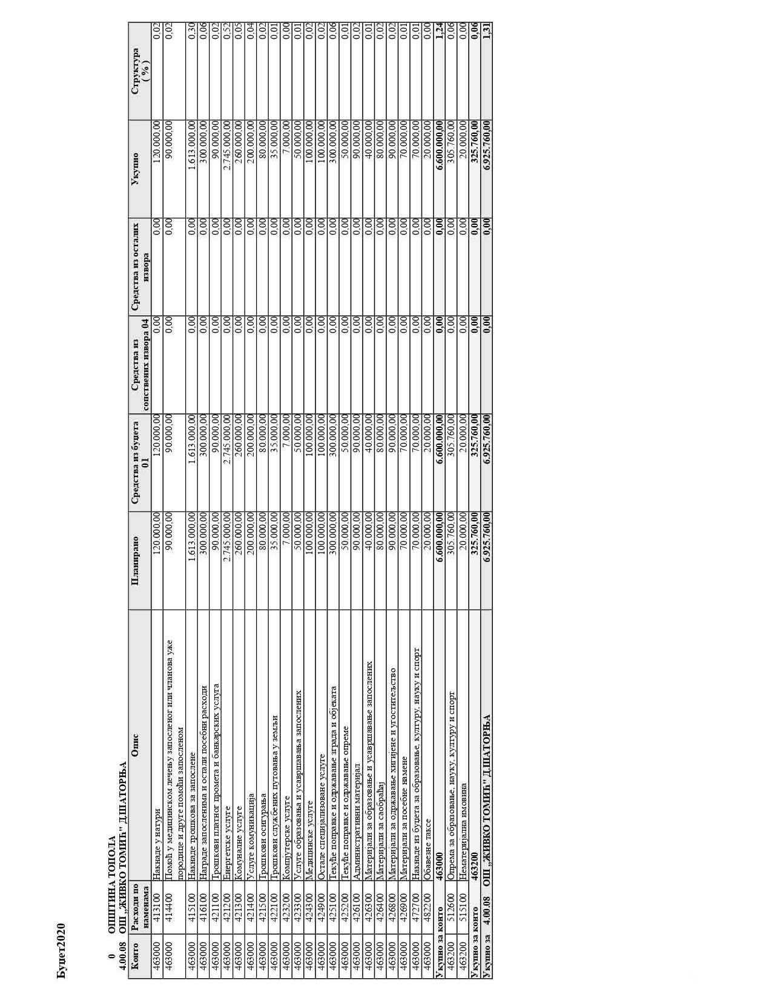 Буџет2020
0 ОПШТИНА ТОПОЛА
4.00.08 ОШ „ЖИВКО ТОМИЋ" Д.ШАТОРЊА
Конто Расходи по наменама Опис Планирано Средства из буџета 01 Средства из сопствених извора 04 Средства из осталих извора Укупно Структура ( % )
463000 413100 Накнаде у натури 120.000,00 120.000,00 0,00 0,00 120.000,00 0,02
463000 414400 Помоћ у медицинском лечењу запосленог или чланова уже 90.000,00 90.000,00 0,00 0,00 90.000,00 0,02
породице и друге помоћи запосленом
463000 415100 Накнаде трошкова за запослене 1.613.000,00 1.613.000,00 0,00 0,00 1.613.000,00 0,30
463000 416100 Награде запосленима и остали посебни расходи 300.000,00 300.000,00 0,00 0,00 300.000,00 0,06
463000 421100 Трошкови платног промета и банкарских услуга 90.000,00 90.000,00 0,00 0,00 90.000,00 0,02
463000 421200 Енергетске услуге 2.745.000,00 2.745.000,00 0,00 0,00 2.745.000,00 0,52
463000 421300 Комуналне услуге 260.000,00 260.000,00 0,00 0,00 260.000,00 0,05
463000 421400 Услуге комуникација 200.000,00 200.000,00 0,00 0,00 200.000,00 0,04
463000 421500 Трошкови осигурања 80.000,00 80.000,00 0,00 0,00 80.000,00 0,02
463000 422100 Трошкови службених путовања у земљи 35.000,00 35.000,00 0,00 0,00 35.000,00 0,01
463000 423200 Компјутерске услуге 7.000,00 7.000,00 0,00 0,00 7.000,00 0,00
463000 423300 Услуге образовања и усавршавања запослених 50.000,00 50.000,00 0,00 0,00 50.000,00 0,01
463000 424300 Медицинске услуге 100.000,00 100.000,00 0,00 0,00 100.000,00 0,02
463000 424900 Остале специјализоване услуге 100.000,00 100.000,00 0,00 0,00 100.000,00 0,02
463000 425100 Текуће поправке и одржавање зграда и објеката 300.000,00 300.000,00 0,00 0,00 300.000,00 0,06
463000 425200 Текуће поправке и одржавање опреме 50.000,00 50.000,00 0,00 0,00 50.000,00 0,01
463000 426100 Административни материјал 90.000,00 90.000,00 0,00 0,00 90.000,00 0,02
463000 426300 Материјали за образовање и усавршавање запослених 40.000,00 40.000,00 0,00 0,00 40.000,00 0,01
463000 426400 Материјали за саобраћај 80.000,00 80.000,00 0,00 0,00 80.000,00 0,02
463000 426800 Материјали за одржавање хигијене и угоститељство 90.000,00 90.000,00 0,00 0,00 90.000,00 0,02
463000 426900 Материјали за посебне намене 70.000,00 70.000,00 0,00 0,00 70.000,00 0,01
463000 472700 Накнаде из буџета за образовање, културу, науку и спорт 70.000,00 70.000,00 0,00 0,00 70.000,00 0,01
463000 482200 Обавезне таксе 20.000,00 20.000,00 0,00 0,00 20.000,00 0,00
Укупно за конто 463000 6.600.000,00 6.600.000,00 0,00 0,00 6.600.000,00 1,24
463200 512600 Опрема за образовање, науку, културу и спорт 305.760,00 305.760,00 0,00 0,00 305.760,00 0,06
463200 515100 Нематеријална имовина 20.000,00 20.000,00 0,00 0,00 20.000,00 0,00
Укупно за конто 463200 325.760,00 325.760,00 0,00 0,00 325.760,00 0,06
Укупно за 4.00.08 ОШ „ЖИВКО ТОМИЋ" Д.ШАТОРЊА 6.925.760,00 6.925.760,00 0,00 0,00 6.925.760,00 1,31